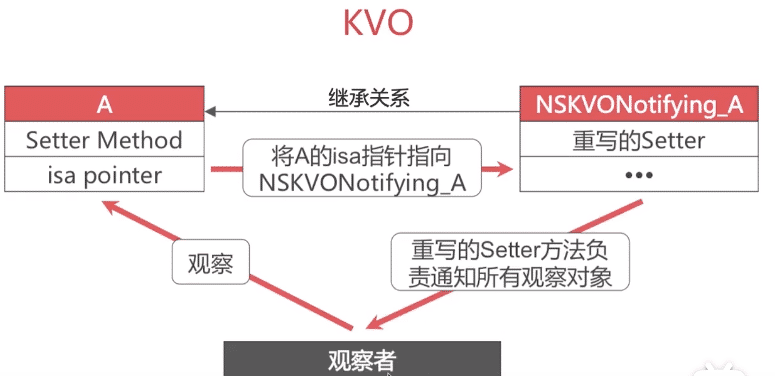 KVO
A
继承关系
NSKVONotifying_A
Setter Method
重写的Setter
isa pointer
将A的isa指针指向
NSKVONotifying_A
•••
观察
重写的Setter方法负
责通知所有观察对象
观察者